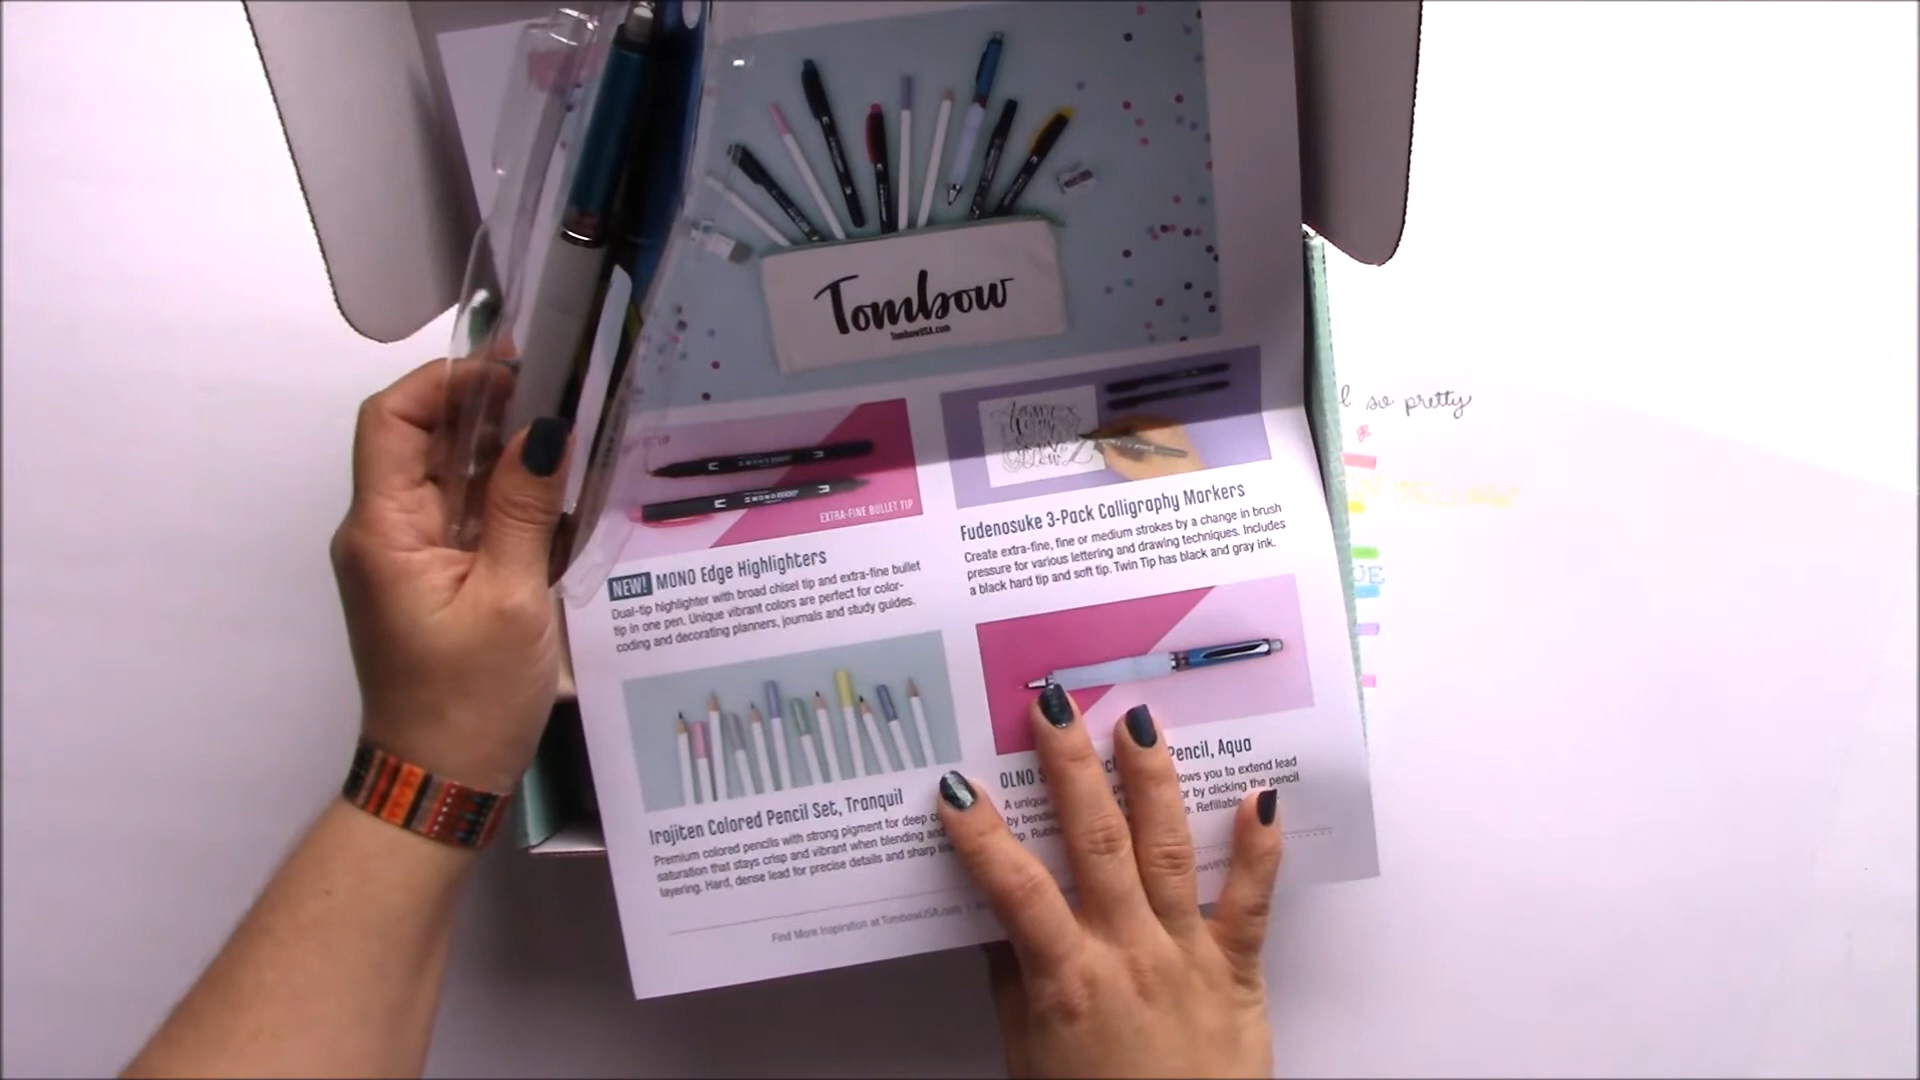 Tombow
TombowUSA.com
l so pretty
EXTRA-FINE BULLET TIP
NEW! MONO Edge Highlighters
Dual-tip highlighter with broad chisel tip and extra-fine bullet
tip in one pen. Unique vibrant colors are perfect for color-
coding and decorating planners, journals and study guides.
Fudenosuke 3-Pack Calligraphy Markers
Create extra-fine, fine or medium strokes by a change in brush
pressure for various lettering and drawing techniques. Includes
a black hard tip and soft tip. Twin Tip has black and gray ink.
Irojiten Colored Pencil Set, Tranquil
Premium colored pencils with strong pigment for deep
saturation that stays crisp and vibrant when blending and
layering. Hard, dense lead for precise details and sharp
OLNO Pencil, Aqua
A unique lows you to extend lead
by bend or by clicking the pencil
Refillable
Find More Inspiration at TombowUSA.com